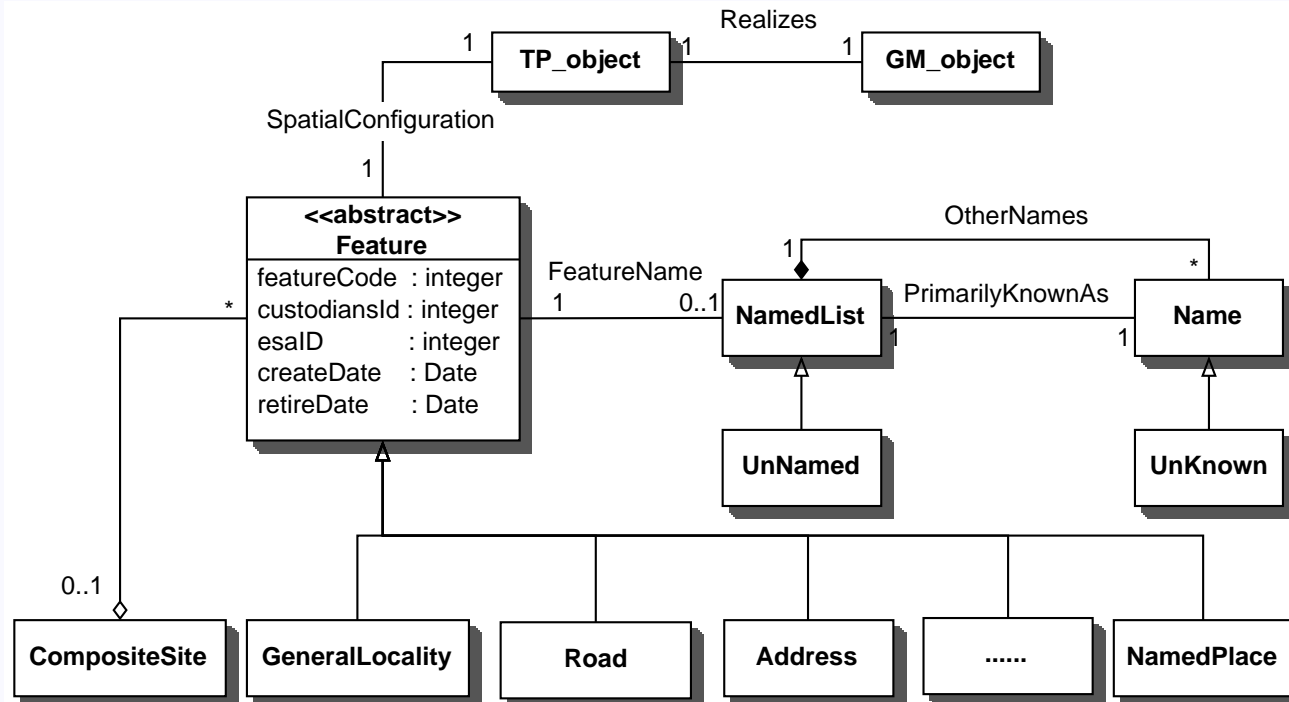 Realizes
1
TP_object
1
1
GM_object
SpatialConfiguration
1
<<abstract>>
Feature
featureCode : integer
custodiansId : integer
esaID : integer
createDate : Date
retireDate : Date
OtherNames
1
*
FeatureName
1
0..1
NamedList
PrimarilyKnownAs
1
1
Name
*
UnNamed
UnKnown
0..1
CompositeSite
GeneralLocality
Road
Address
......
NamedPlace